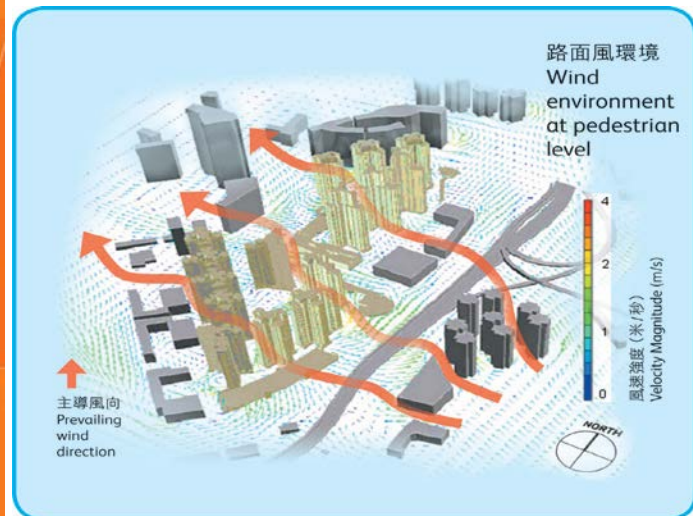 路面風環境
Wind
environment
at pedestrian
level
4
2
1
0
風速強度 (米/秒)
Velocity Magnitude (m/s)
主導風向
Prevailing
wind
direction
NORTH